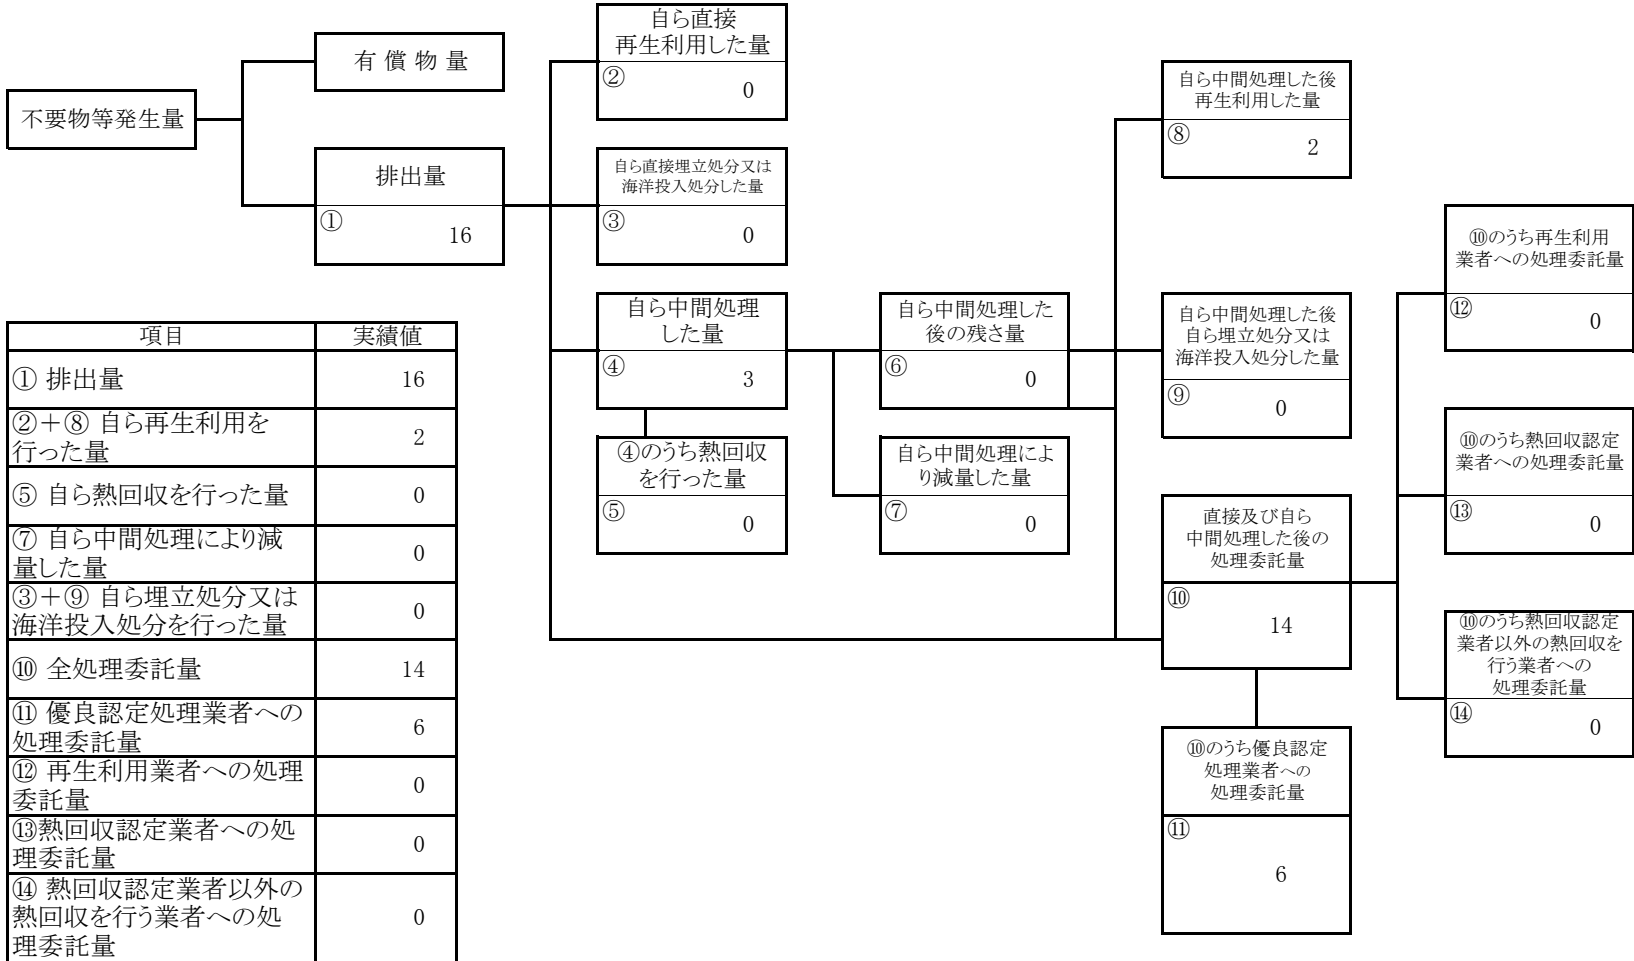 不要物等発生量
有 償 物 量
排出量
①
16
自ら直接
再生利用した量
②
0
自ら直接埋立処分又は
海洋投入処分した量
③
0
自ら中間処理
した量
④
3
④のうち熱回収
を行った量
⑤
0
自ら中間処理した
後の残さ量
⑥
0
自ら中間処理によ
り減量した量
⑦
0
自ら中間処理した後
再生利用した量
⑧
2
自ら中間処理した後
自ら埋立処分又は
海洋投入処分した量
⑨
0
直接及び自ら
中間処理した後の
処理委託量
⑩
14
⑩のうち優良認定
処理業者への
処理委託量
⑪
6
⑩のうち再生利用
業者への処理委託量
⑫
0
⑩のうち熱回収認定
業者への処理委託量
⑬
0
⑩のうち熱回収認定
業者以外の熱回収を
行う業者への
処理委託量
⑭
0
項目 実績値
① 排出量 16
②＋⑧ 自ら再生利用を
行った量 2
⑤ 自ら熱回収を行った量 0
⑦ 自ら中間処理により減
量した量 0
③＋⑨ 自ら埋立処分又は
海洋投入処分を行った量 0
⑩ 全処理委託量 14
⑪ 優良認定処理業者への
処理委託量 6
⑫ 再生利用業者への処理
委託量 0
⑬熱回収認定業者への処
理委託量 0
⑭ 熱回収認定業者以外の
熱回収を行う業者への処
理委託量 0